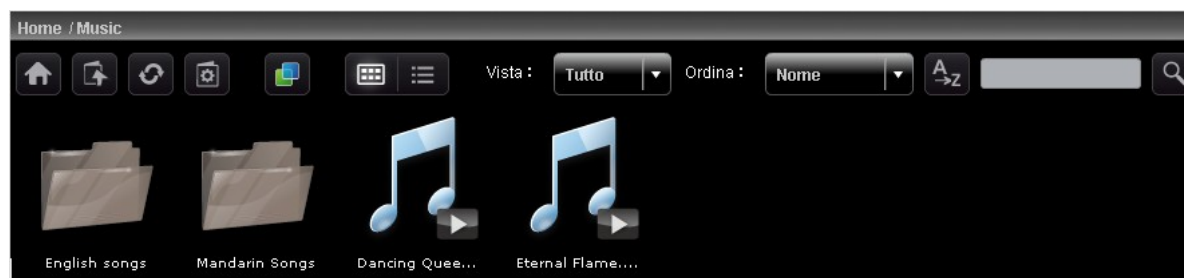 Home / Music
Vista : Tutto Ordina : Nome A→Z
English songs Mandarin Songs Dancing Quee... Eternal Flame....